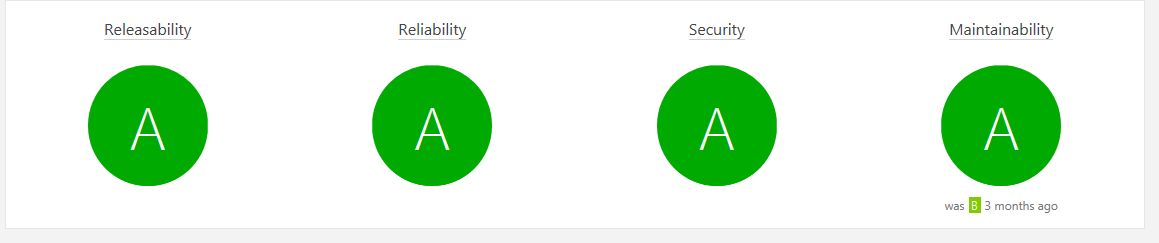 Releasability Reliability Security Maintainability
A A A A
was B 3 months ago